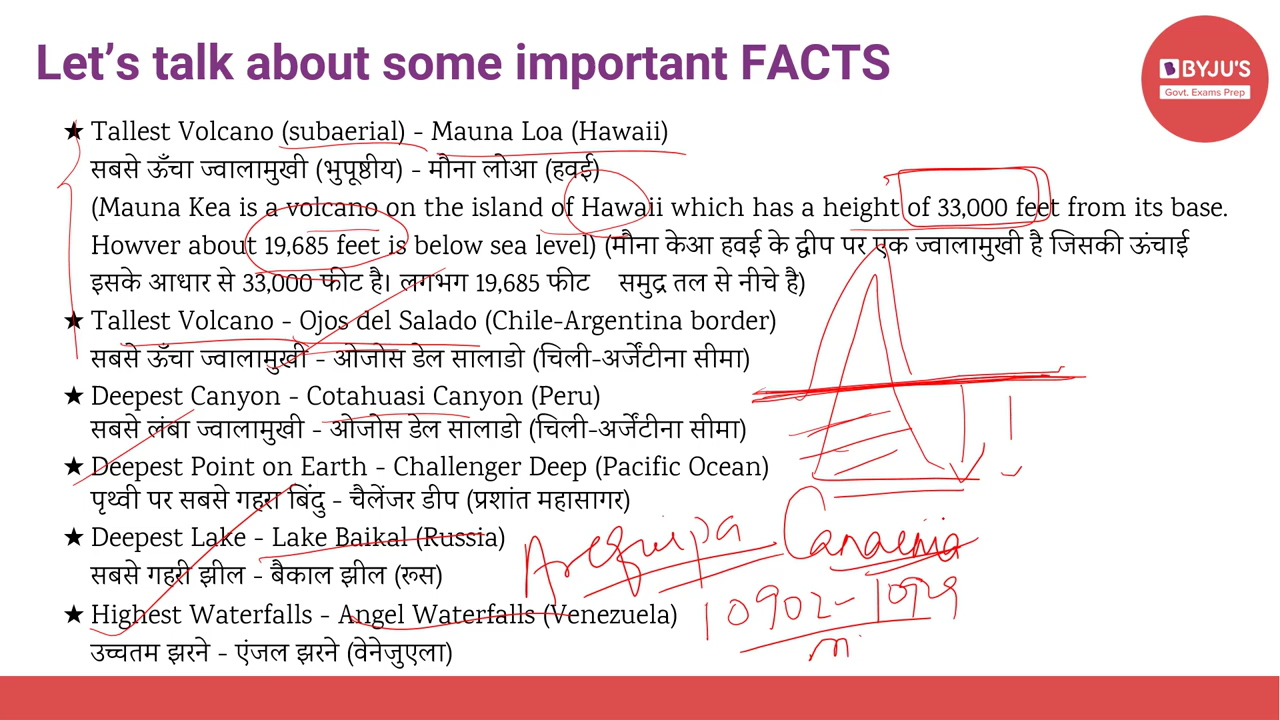 Let's talk about some important FACTS
BYJU'S
Govt. Exams Prep
★ Tallest Volcano (subaerial) - Mauna Loa (Hawaii)
सबसे ऊँचा ज्वालामुखी (भुपृष्ठीय) - मौना लोआ (हवई)
(Mauna Kea is a volcano on the island of Hawaii which has a height of 33,000 feet from its base.
Howver about 19,685 feet is below sea level) (मौना केआ हवई के द्वीप पर एक ज्वालामुखी है जिसकी ऊंचाई
इसके आधार से 33,000 फीट है। लगभग 19,685 फीट समुद्र तल से नीचे है)
★ Tallest Volcano - Ojos del Salado (Chile-Argentina border)
सबसे ऊँचा ज्वालामुखी - ओजोस डेल सालाडो (चिली-अर्जेंटीना सीमा)
★ Deepest Canyon - Cotahuasi Canyon (Peru)
सबसे लंबा ज्वालामुखी - ओजोस डेल सालाडो (चिली-अर्जेंटीना सीमा)
★ Deepest Point on Earth - Challenger Deep (Pacific Ocean)
पृथ्वी पर सबसे गहरा बिंदु - चैलेंजर डीप (प्रशांत महासागर)
★ Deepest Lake - Lake Baikal (Russia)
सबसे गहरी झील - बैकाल झील (रूस)
★ Highest Waterfalls - Angel Waterfalls (Venezuela)
उच्चतम झरने - एंजल झरने (वेनेजुएला)
Arequipa
10902 - 10929
m